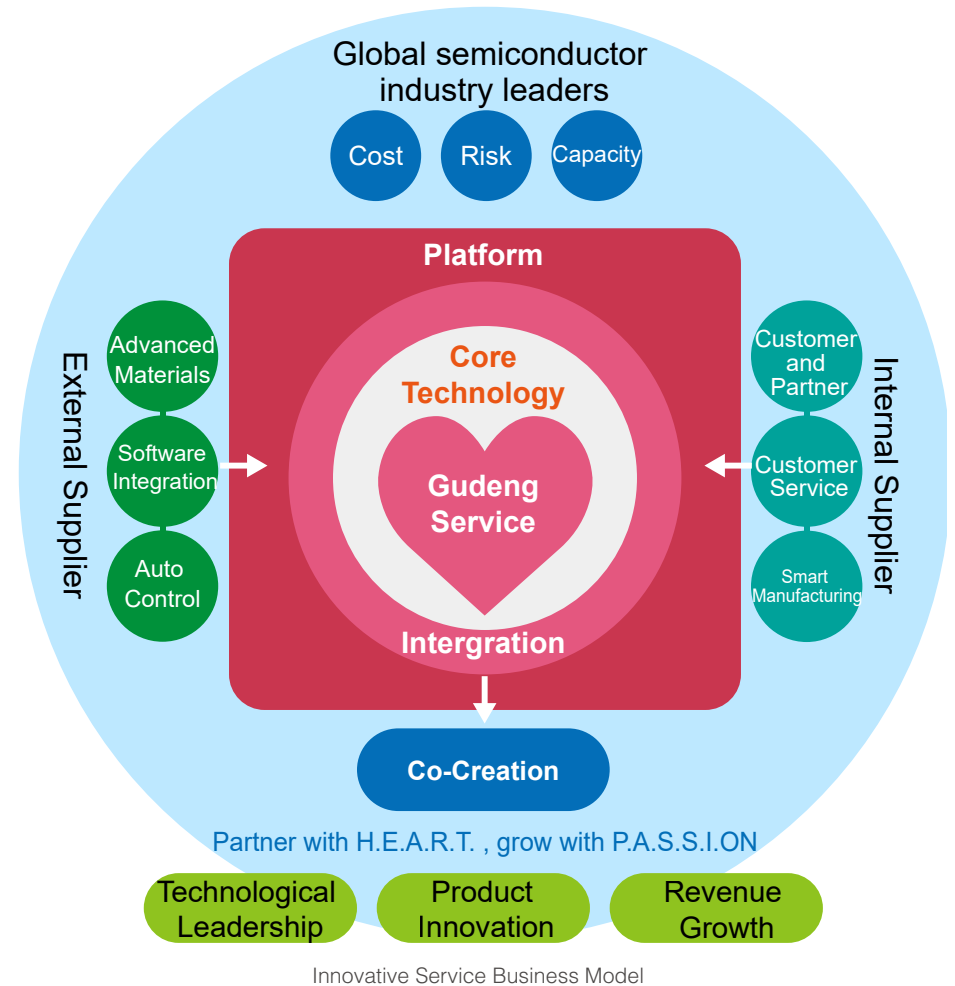 Global semiconductor
industry leaders
Cost
Risk
Capacity
Platform
External Supplier
Advanced
Materials
Software
Integration
Auto
Control
Core
Technology
Gudeng
Service
Intergration
Customer
and
Partner
Customer
Service
Smart
Manufacturing
Internal Supplier
Co-Creation
Partner with H.E.A.R.T. , grow with P.A.S.S.I.ON
Technological
Leadership
Product
Innovation
Revenue
Growth
Innovative Service Business Model